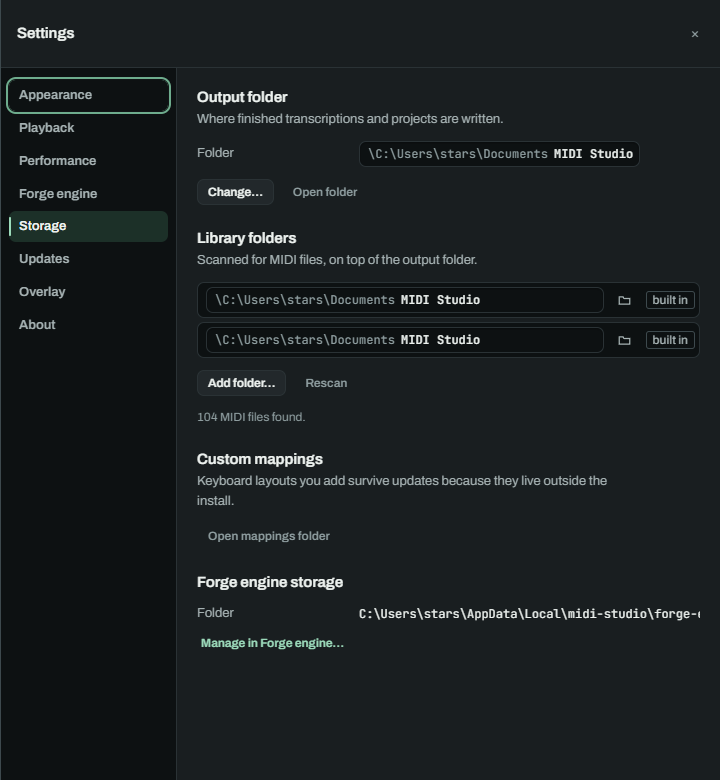 Settings
×
Appearance
Playback
Performance
Forge engine
Storage
Updates
Overlay
About
Output folder
Where finished transcriptions and projects are written.
Folder
\C:\Users\stars\Documents MIDI Studio
Change...
Open folder
Library folders
Scanned for MIDI files, on top of the output folder.
\C:\Users\stars\Documents MIDI Studio
built in
\C:\Users\stars\Documents MIDI Studio
built in
Add folder...
Rescan
104 MIDI files found.
Custom mappings
Keyboard layouts you add survive updates because they live outside the
install.
Open mappings folder
Forge engine storage
Folder
C:\Users\stars\AppData\Local\midi-studio\forge-
Manage in Forge engine...